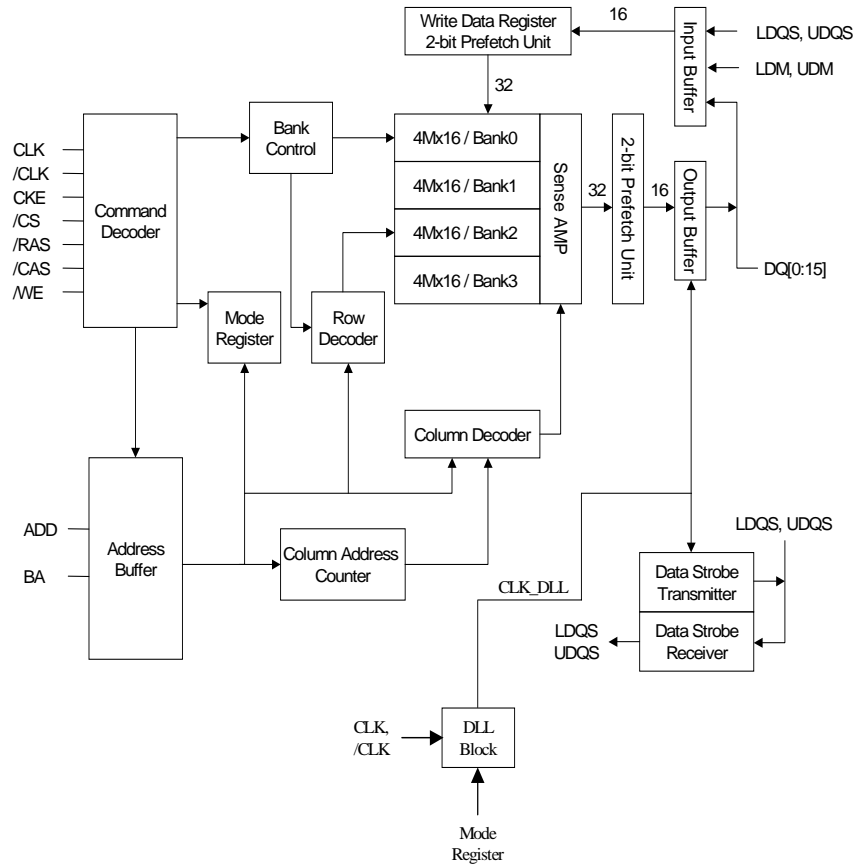 Write Data Register
2-bit Prefetch Unit
16
Input Buffer
LDQS, UDQS
LDM, UDM
32
CLK
/CLK
CKE
/CS
/RAS
/CAS
/WE
Command
Decoder
Bank
Control
4Mx16 / Bank0
4Mx16 / Bank1
4Mx16 / Bank2
4Mx16 / Bank3
Sense AMP
32
2-bit Prefetch Unit
16
Output Buffer
DQ[0:15]
Mode
Register
Row
Decoder
Column Decoder
ADD
BA
Address
Buffer
Column Address
Counter
CLK_DLL
LDQS, UDQS
Data Strobe
Transmitter
Data Strobe
Receiver
LDQS
UDQS
CLK,
/CLK
DLL
Block
Mode
Register